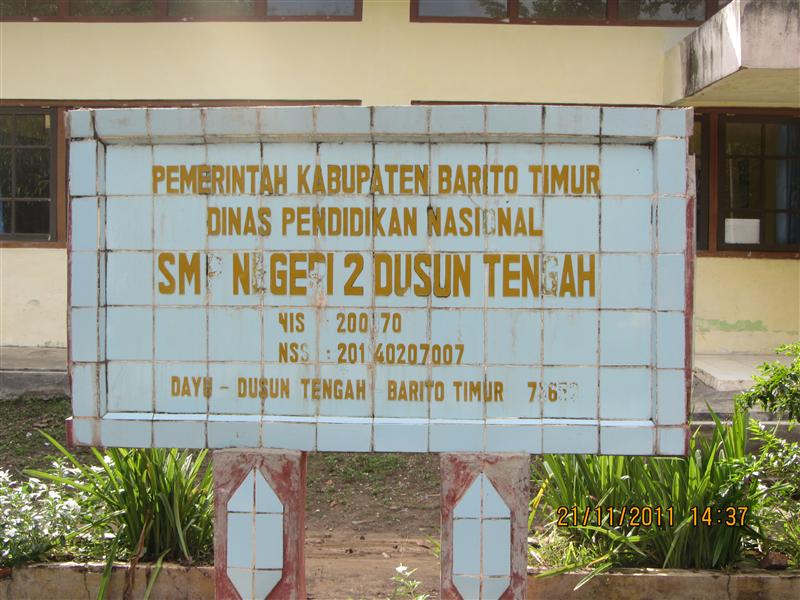 PEMERINTAH KABUPATEN BARITO TIMUR
DINAS PENDIDIKAN NASIONAL
SMP NEGERI 2 DUSUN TENGAH
NIS :
NSS :
DAYU - DUSUN TENGAH BARITO TIMUR
21/11/2011 14:37